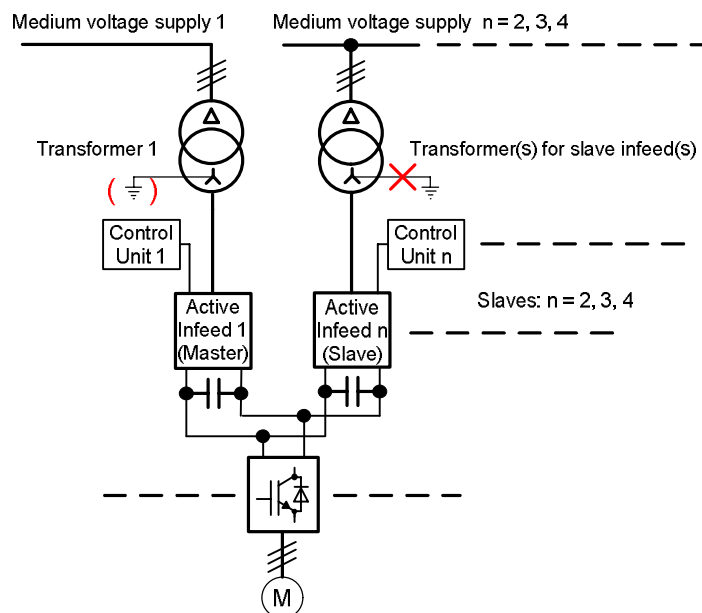 Medium voltage supply 1
Medium voltage supply n = 2, 3, 4
Δ
Δ
Transformer 1
Transformer(s) for slave infeed(s)
( )
Control
Unit 1
Control
Unit n
Active
Infeed 1
(Master)
Active
Infeed n
(Slave)
Slaves: n = 2, 3, 4
M